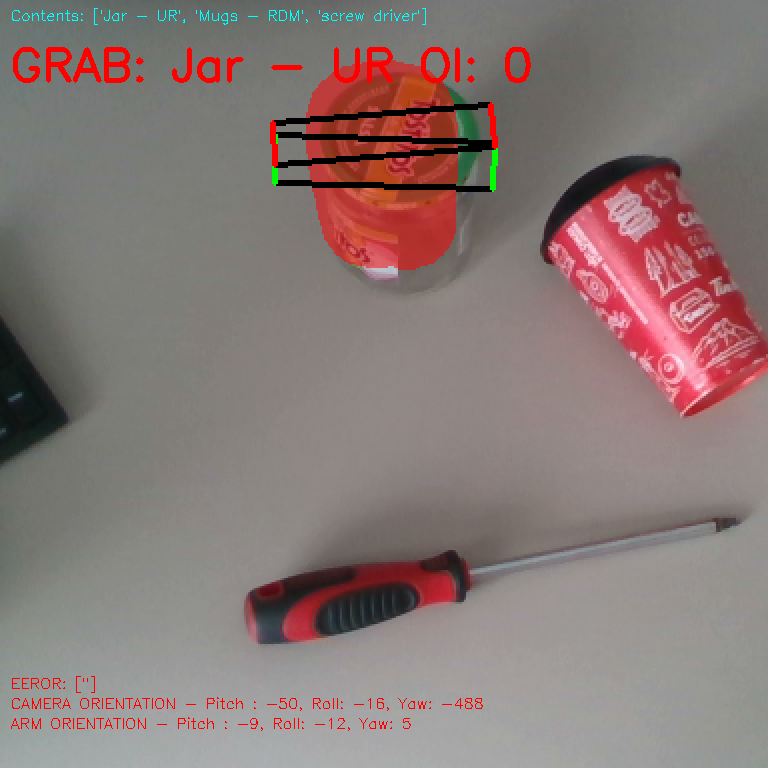 Contents: ['Jar - UR', 'Mugs - RDM', 'screw driver']
GRAB: Jar - UR OI: 0
EEROR: ['']
CAMERA ORIENTATION - Pitch : -50, Roll: -16, Yaw: -488
ARM ORIENTATION - Pitch : -9, Roll: -12, Yaw: 5